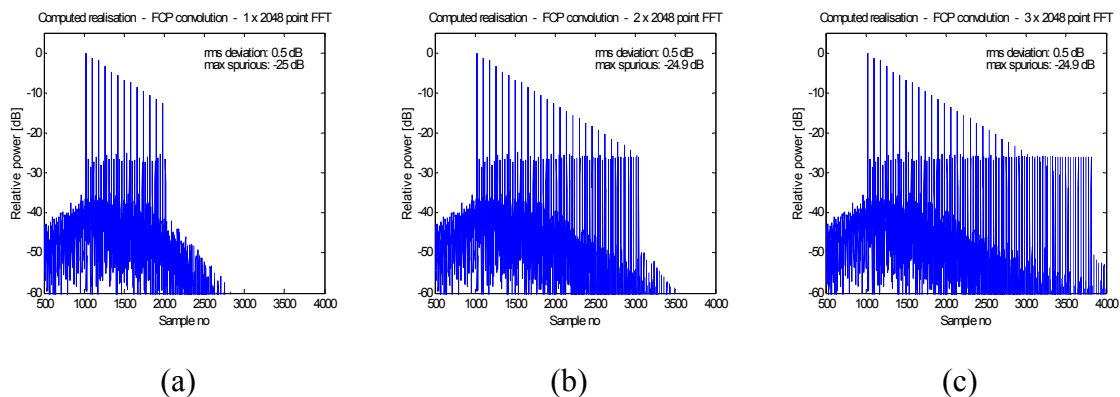 Computed realisation - FCP convolution - 1 x 2048 point FFT
rms deviation: 0.5 dB
max spurious: -25 dB
Relative power [dB]
0
-10
-20
-30
-40
-50
-60
500 1000 1500 2000 2500 3000 3500 4000
Sample no
(a)
Computed realisation - FCP convolution - 2 x 2048 point FFT
rms deviation: 0.5 dB
max spurious: -24.9 dB
Relative power [dB]
0
-10
-20
-30
-40
-50
-60
500 1000 1500 2000 2500 3000 3500 4000
Sample no
(b)
Computed realisation - FCP convolution - 3 x 2048 point FFT
rms deviation: 0.5 dB
max spurious: -24.9 dB
Relative power [dB]
0
-10
-20
-30
-40
-50
-60
500 1000 1500 2000 2500 3000 3500 4000
Sample no
(c)